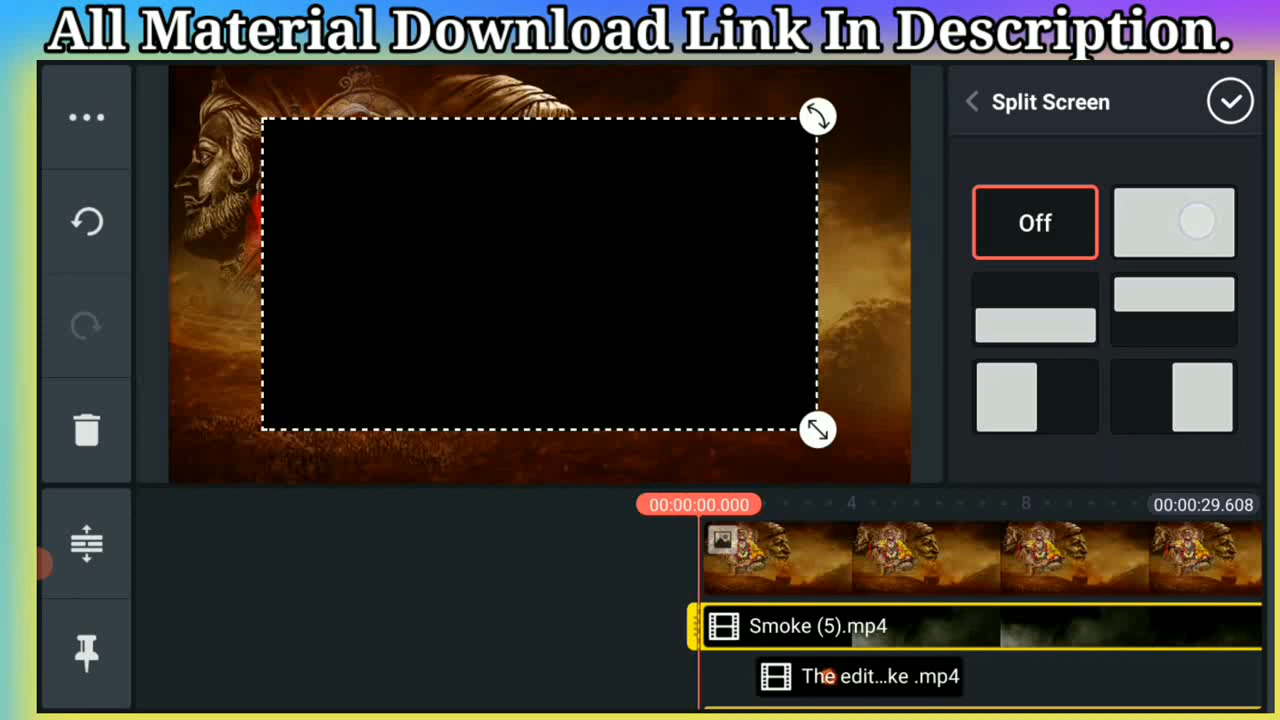 All Material Download Link In Description.
Split Screen
Off
00:00:00.000
4
8
00:00:29.608
Smoke (5).mp4
The edit...ke .mp4